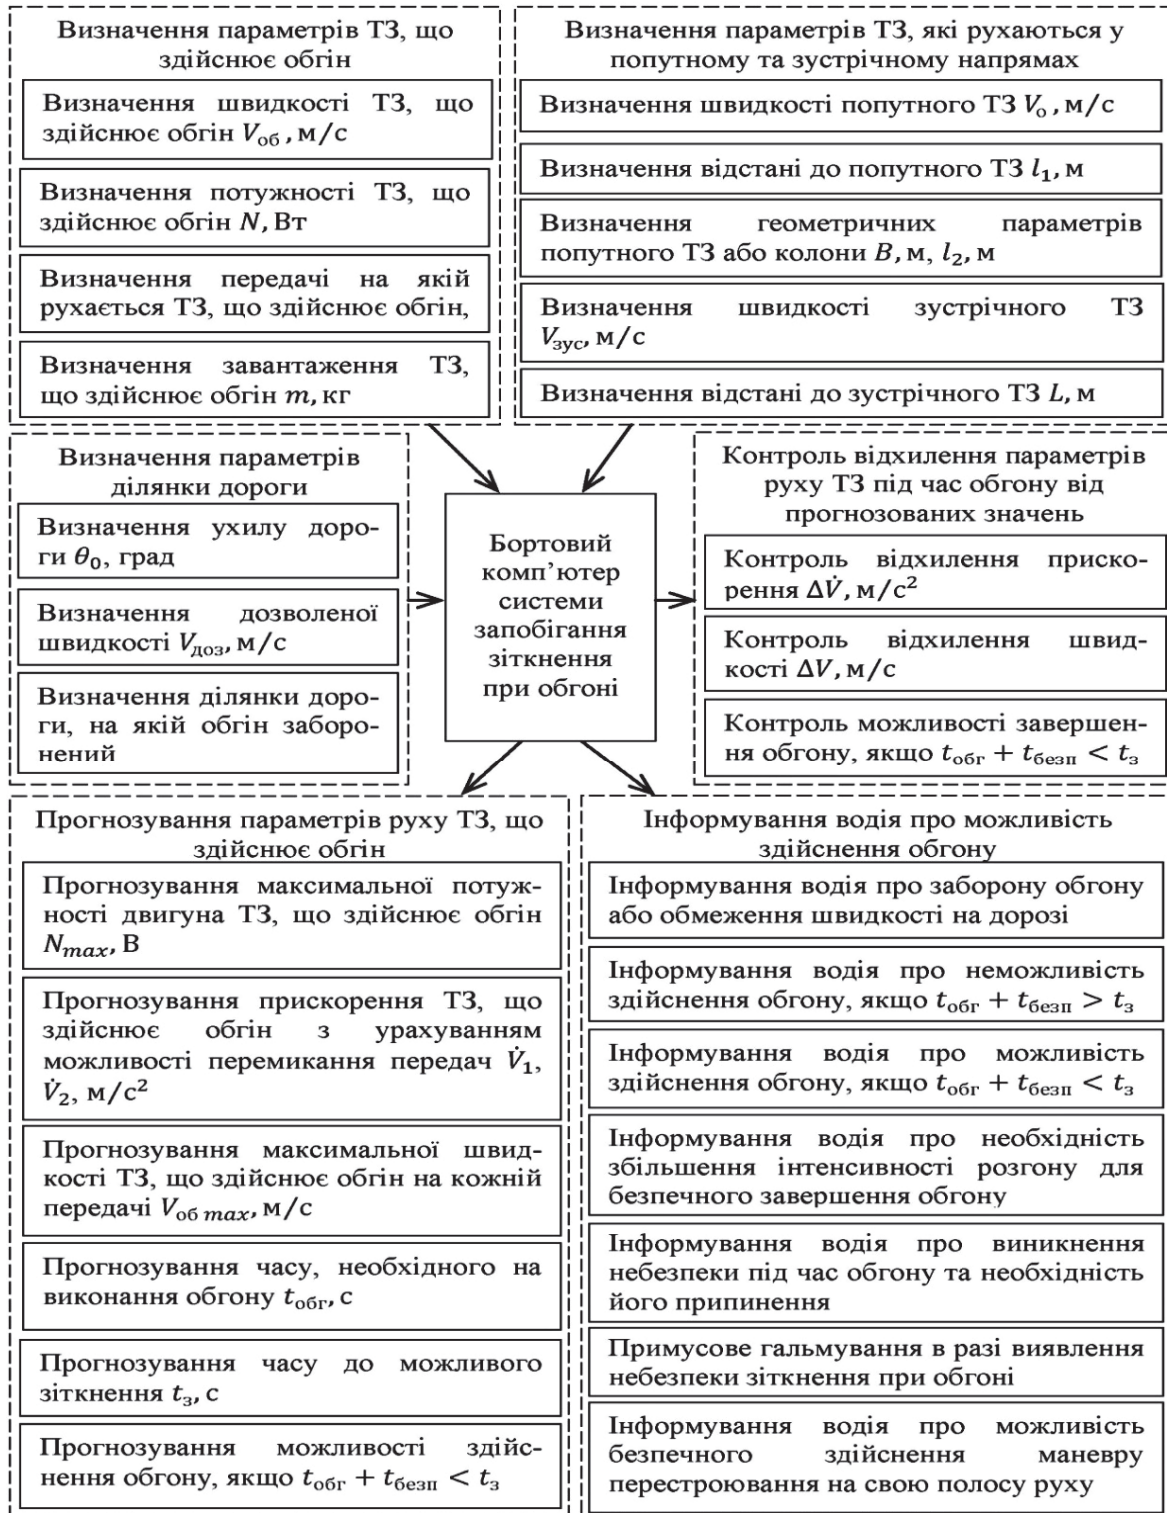 Визначення параметрів ТЗ, що
здійснює обгін
Визначення швидкості ТЗ, що
здійснює обгін Vоб, м/с
Визначення потужності ТЗ, що
здійснює обгін N, Вт
Визначення передачі на якій
рухається ТЗ, що здійснює обгін,
Визначення завантаження ТЗ,
що здійснює обгін m, кг
Визначення параметрів ТЗ, які рухаються у
попутному та зустрічному напрямах
Визначення швидкості попутного ТЗ Vо, м/с
Визначення відстані до попутного ТЗ l₁, м
Визначення геометричних параметрів
попутного ТЗ або колони B, м, l₂, м
Визначення швидкості зустрічного ТЗ
Vзус, м/с
Визначення відстані до зустрічного ТЗ L, м
Визначення параметрів
ділянки дороги
Визначення ухилу доро-
ги θ₀, град
Визначення дозволеної
швидкості Vдоз, м/с
Визначення ділянки доро-
ги, на якій обгін заборо-
нений
Бортовий
комп’ютер
системи
запобігання
зіткнення
при обгоні
Контроль відхилення параметрів
руху ТЗ під час обгону від
прогнозованих значень
Контроль відхилення приско-
рення ΔV̇, м/с²
Контроль відхилення швид-
кості ΔV, м/с
Контроль можливості завершен-
ня обгону, якщо tобг + tбезп < tз
Прогнозування параметрів руху ТЗ, що
здійснює обгін
Прогнозування максимальної потуж-
ності двигуна ТЗ, що здійснює обгін
Nmax, В
Прогнозування прискорення ТЗ, що
здійснює обгін з урахуванням
можливості перемикання передач V̇₁,
V̇₂, м/с²
Прогнозування максимальної швид-
кості ТЗ, що здійснює обгін на кожній
передачі Vоб max, м/с
Прогнозування часу, необхідного на
виконання обгону tобг, с
Прогнозування часу до можливого
зіткнення tз, с
Прогнозування можливості здійс-
нення обгону, якщо tобг + tбезп < tз
Інформування водія про можливість
здійснення обгону
Інформування водія про заборону обгону
або обмеження швидкості на дорозі
Інформування водія про неможливість
здійснення обгону, якщо tобг + tбезп > tз
Інформування водія про можливість
здійснення обгону, якщо tобг + tбезп < tз
Інформування водія про необхідність
збільшення інтенсивності розгону для
безпечного завершення обгону
Інформування водія про виникнення
небезпеки під час обгону та необхідність
його припинення
Примусове гальмування в разі виявлення
небезпеки зіткнення при обгоні
Інформування водія про можливість
безпечного здійснення маневру
перестроювання на свою полосу руху